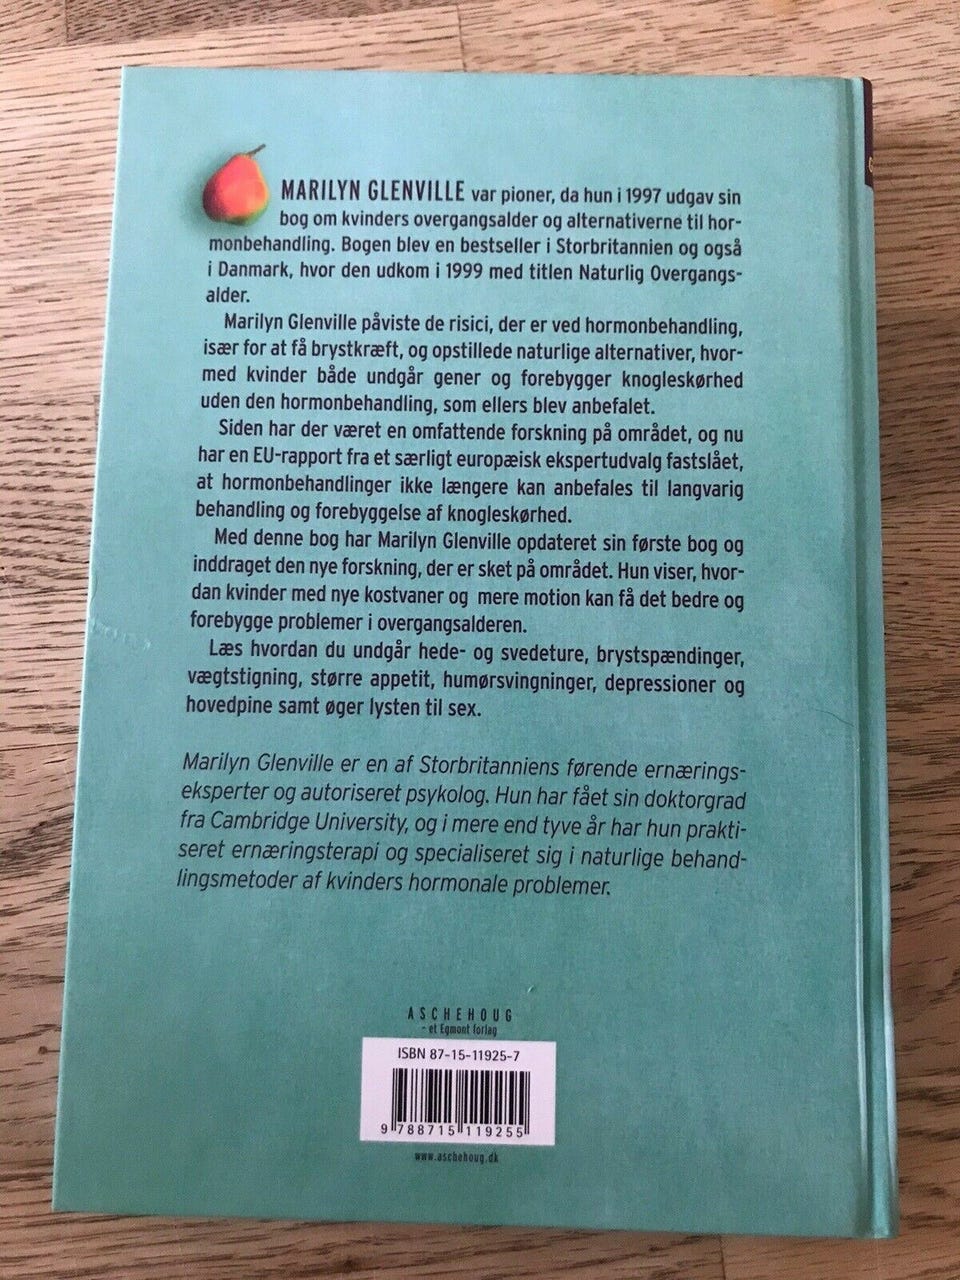 MARILYN GLENVILLE var pioner, da hun i 1997 udgav sin
bog om kvinders overgangsalder og alternativerne til hor-
monbehandling. Bogen blev en bestseller i Storbritannien og også
i Danmark, hvor den udkom i 1999 med titlen Naturlig Overgangs-
alder.
Marilyn Glenville påviste de risici, der er ved hormonbehandling,
især for at få brystkræft, og opstillede naturlige alternativer, hvor-
med kvinder både undgår gener og forebygger knogleskørhed
uden den hormonbehandling, som ellers blev anbefalet.
Siden har der været en omfattende forskning på området, og nu
har en EU-rapport fra et særligt europæisk ekspertudvalg fastslået,
at hormonbehandlinger ikke længere kan anbefales til langvarig
behandling og forebyggelse af knogleskørhed.
Med denne bog har Marilyn Glenville opdateret sin første bog og
inddraget den nye forskning, der er sket på området. Hun viser, hvor-
dan kvinder med nye kostvaner og mere motion kan få det bedre og
forebygge problemer i overgangsalderen.
Læs hvordan du undgår hede- og svedeture, brystspændinger,
vægtstigning, større appetit, humørsvingninger, depressioner og
hovedpine samt øger lysten til sex.
Marilyn Glenville er en af Storbritanniens førende ernærings-
eksperter og autoriseret psykolog. Hun har fået sin doktorgrad
fra Cambridge University, og i mere end tyve år har hun prakti-
seret ernæringsterapi og specialiseret sig i naturlige behand-
lingsmetoder af kvinders hormonale problemer.
ASCHEHOUG
- et Egmont forlag
ISBN 87-15-11925-7
9 788715 119255
www.aschehoug.dk